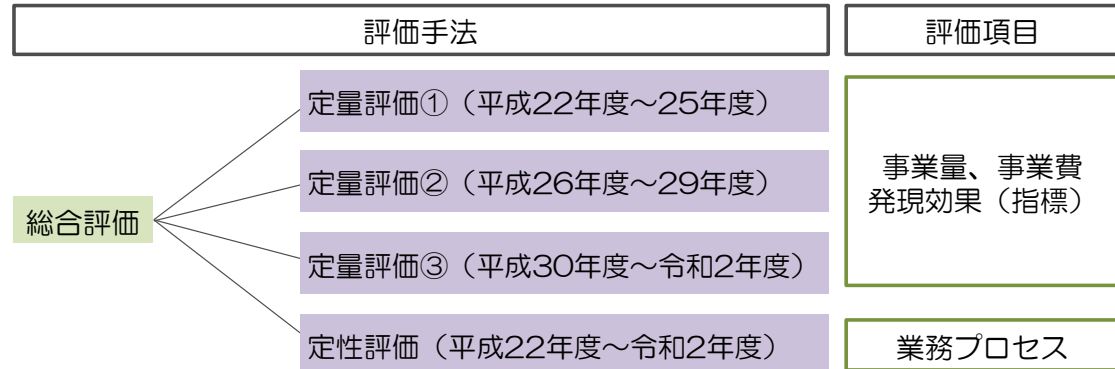 評価手法
評価項目
総合評価
定量評価①（平成22年度～25年度）
定量評価②（平成26年度～29年度）
定量評価③（平成30年度～令和2年度）
定性評価（平成22年度～令和2年度）
事業量、事業費
発現効果（指標）
業務プロセス